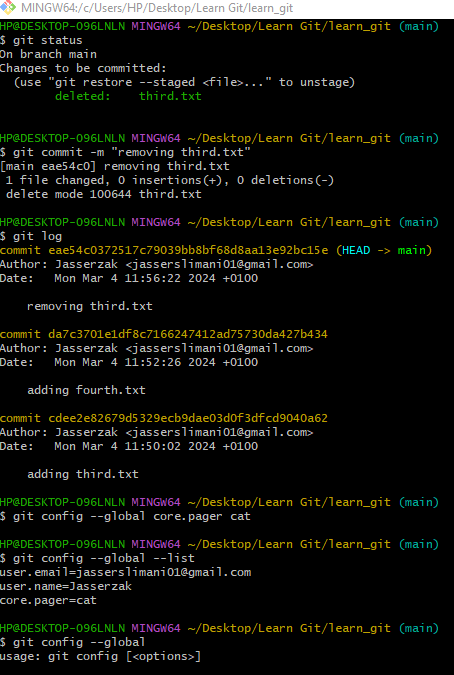 MINGW64:/c/Users/HP/Desktop/Learn Git/learn_git
HP@DESKTOP-O96LNLN MINGW64 ~/Desktop/Learn Git/learn_git (main)
$ git status
On branch main
Changes to be committed:
  (use "git restore --staged <file>..." to unstage)
        deleted:    third.txt
HP@DESKTOP-O96LNLN MINGW64 ~/Desktop/Learn Git/learn_git (main)
$ git commit -m "removing third.txt"
[main eae54c0] removing third.txt
 1 file changed, 0 insertions(+), 0 deletions(-)
 delete mode 100644 third.txt
HP@DESKTOP-O96LNLN MINGW64 ~/Desktop/Learn Git/learn_git (main)
$ git log
commit eae54c0372517c79039bb8bf68d8aa13e92bc15e (HEAD -> main)
Author: Jasserzak <jasserslimani01@gmail.com>
Date:   Mon Mar 4 11:56:22 2024 +0100
    removing third.txt
commit da7c3701e1df8c7166247412ad75730da427b434
Author: Jasserzak <jasserslimani01@gmail.com>
Date:   Mon Mar 4 11:52:26 2024 +0100
    adding fourth.txt
commit cdee2e82679d5329ecb9dae03d0f3dfcd9040a62
Author: Jasserzak <jasserslimani01@gmail.com>
Date:   Mon Mar 4 11:50:02 2024 +0100
    adding third.txt
HP@DESKTOP-O96LNLN MINGW64 ~/Desktop/Learn Git/learn_git (main)
$ git config --global core.pager cat
HP@DESKTOP-O96LNLN MINGW64 ~/Desktop/Learn Git/learn_git (main)
$ git config --global --list
user.email=jasserslimani01@gmail.com
user.name=Jasserzak
core.pager=cat
HP@DESKTOP-O96LNLN MINGW64 ~/Desktop/Learn Git/learn_git (main)
$ git config --global
usage: git config [<options>]